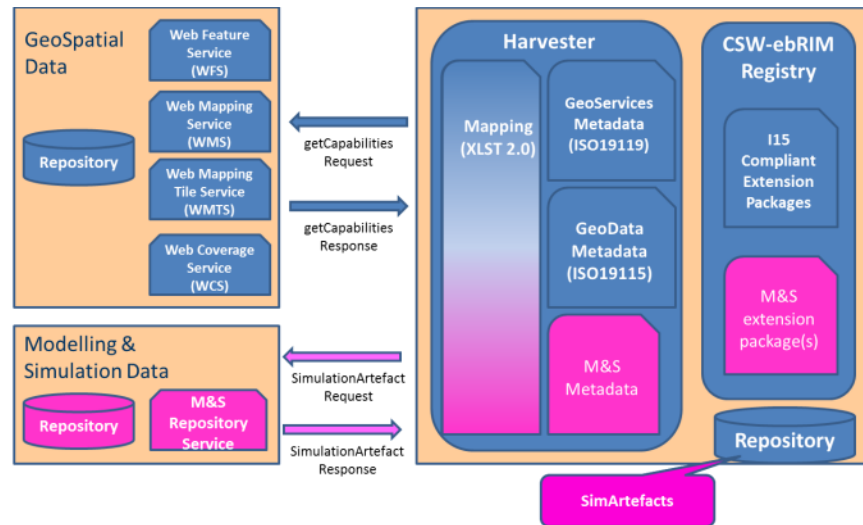 GeoSpatial
Data
Repository
Web Feature
Service
(WFS)
Web Mapping
Service
(WMS)
Web Mapping
Tile Service
(WMTS)
Web Coverage
Service
(WCS)
getCapabilities
Request
getCapabilities
Response
Modelling &
Simulation Data
Repository
M&S
Repository
Service
SimulationArtefact
Request
SimulationArtefact
Response
Harvester
Mapping
(XLST 2.0)
GeoServices
Metadata
(ISO19119)
GeoData
Metadata
(ISO19115)
M&S
Metadata
CSW-ebRIM
Registry
I15
Compliant
Extension
Packages
M&S
extension
package(s)
Repository
SimArtefacts